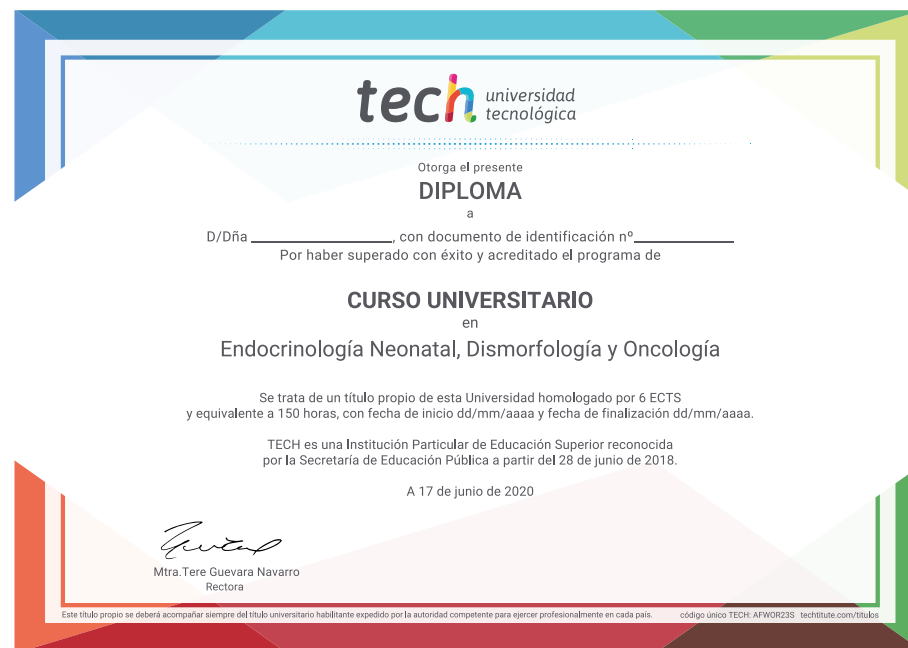 tech universidad
tecnológica
Otorga el presente
DIPLOMA
a
D/Dña ____________________, con documento de identificación nº______________
Por haber superado con éxito y acreditado el programa de
CURSO UNIVERSITARIO
en
Endocrinología Neonatal, Dismorfología y Oncología
Se trata de un título propio de esta Universidad homologado por 6 ECTS
y equivalente a 150 horas, con fecha de inicio dd/mm/aaaa y fecha de finalización dd/mm/aaaa.
TECH es una Institución Particular de Educación Superior reconocida
por la Secretaría de Educación Pública a partir del 28 de junio de 2018.
A 17 de junio de 2020
Mtra.Tere Guevara Navarro
Rectora
Este título propio se deberá acompañar siempre del título universitario habilitante expedido por la autoridad competente para ejercer profesionalmente en cada país. código único TECH: AFWOR23S techtitute.com/titulos